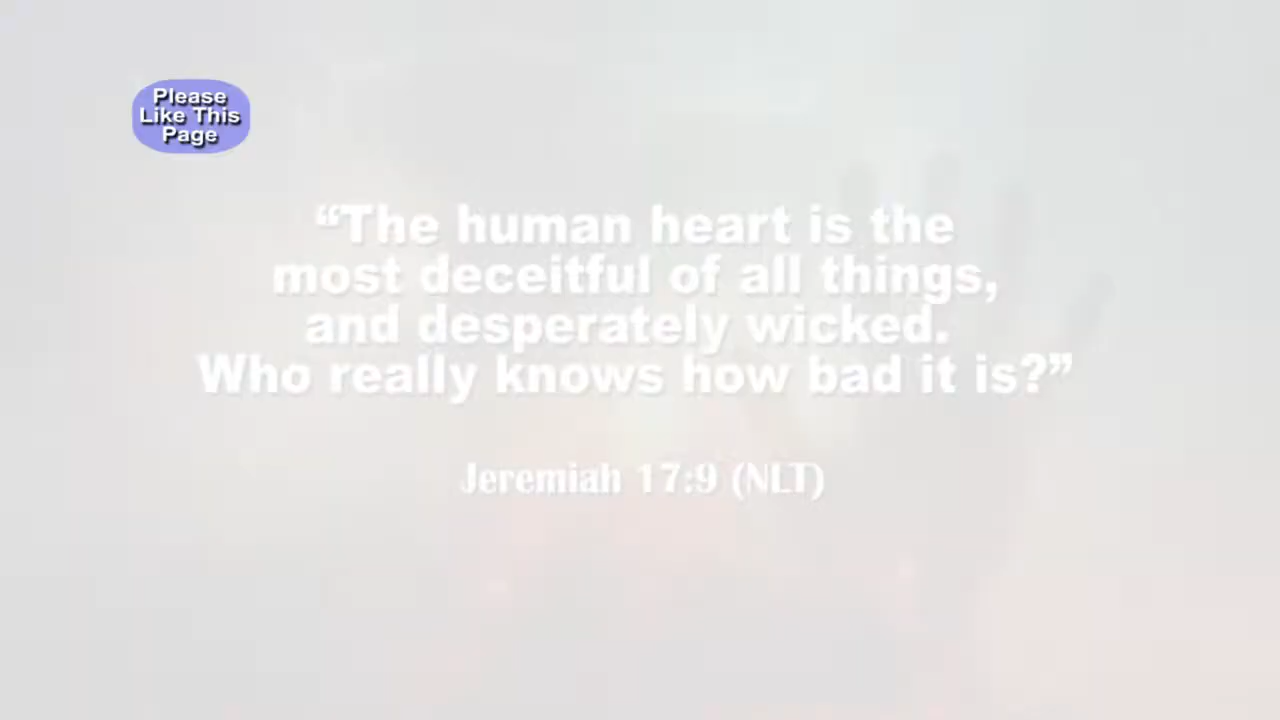 Please
Like This
Page
“The human heart is the
most deceitful of all things,
and desperately wicked.
Who really knows how bad it is?”
Jeremiah 17:9 (NLT)